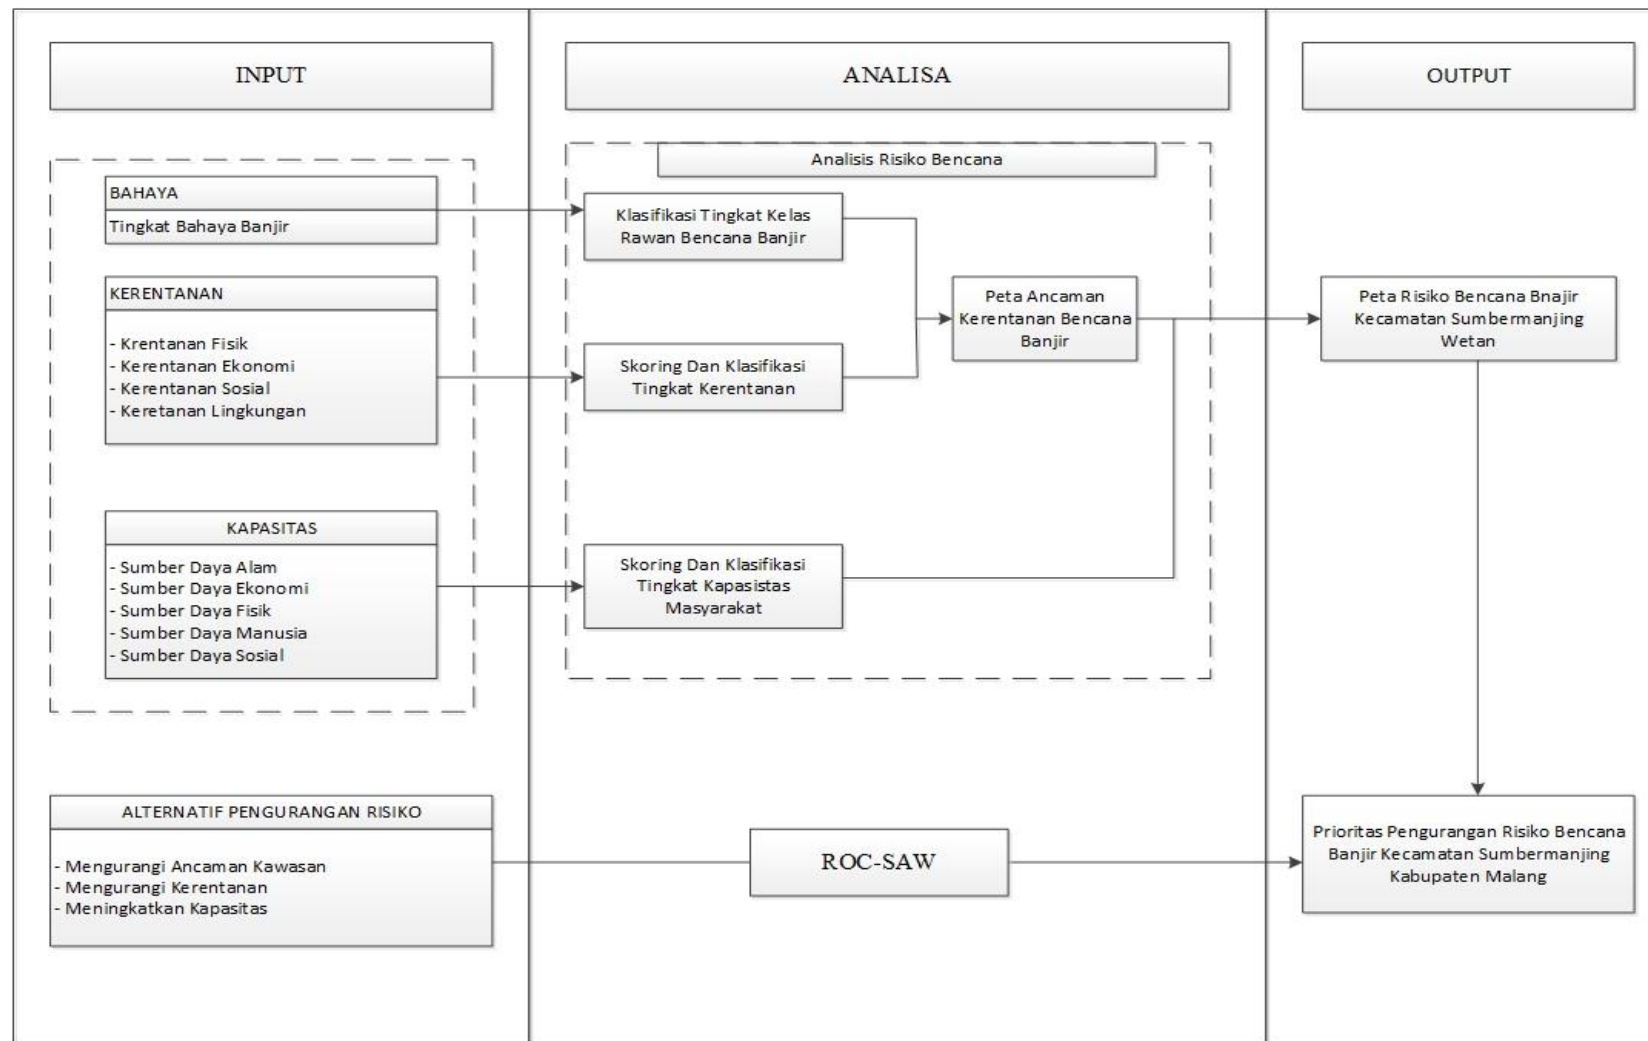 INPUT
ANALISA
OUTPUT
BAHAYA
Tingkat Bahaya Banjir
KERENTANAN
- Krentanan Fisik
- Kerentanan Ekonomi
- Kerentanan Sosial
- Keretanan Lingkungan
KAPASITAS
- Sumber Daya Alam
- Sumber Daya Ekonomi
- Sumber Daya Fisik
- Sumber Daya Manusia
- Sumber Daya Sosial
Analisis Risiko Bencana
Klasifikasi Tingkat Kelas
Rawan Bencana Banjir
Skoring Dan Klasifikasi
Tingkat Kerentanan
Peta Ancaman
Kerentanan Bencana
Banjir
Skoring Dan Klasifikasi
Tingkat Kapasistas
Masyarakat
Peta Risiko Bencana Bnajir
Kecamatan Sumbermanjing
Wetan
ALTERNATIF PENGURANGAN RISIKO
- Mengurangi Ancaman Kawasan
- Mengurangi Kerentanan
- Meningkatkan Kapasitas
ROC-SAW
Prioritas Pengurangan Risiko Bencana
Banjir Kecamatan Sumbermanjing
Kabupaten Malang